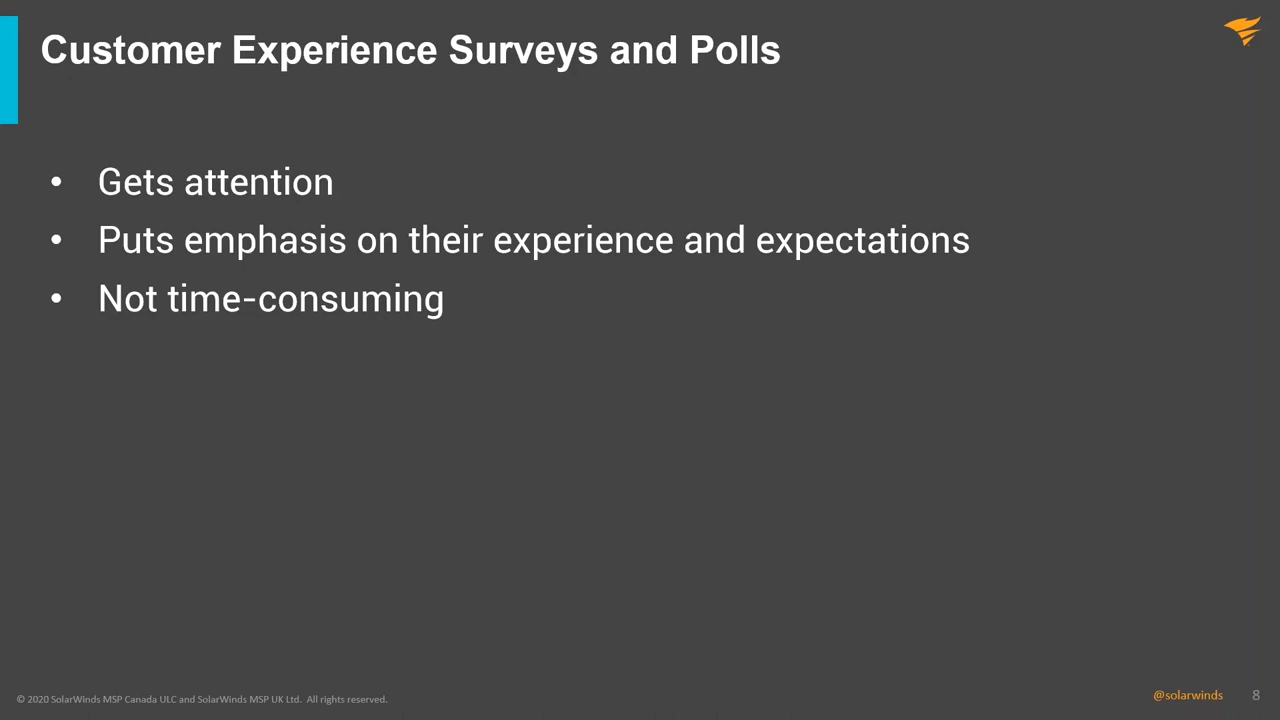 Customer Experience Surveys and Polls
• Gets attention
• Puts emphasis on their experience and expectations
• Not time-consuming
© 2020 SolarWinds MSP Canada ULC and SolarWinds MSP UK Ltd. All rights reserved.
@solarwinds 8